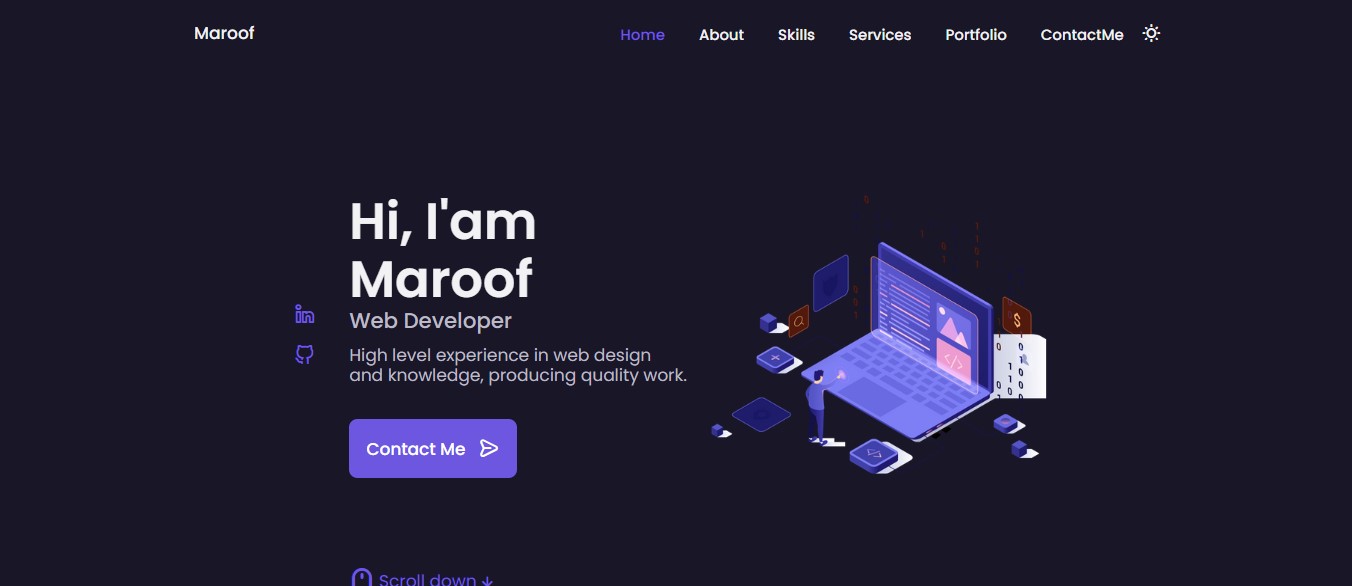 Maroof
Home About Skills Services Portfolio ContactMe
Hi, I'am
Maroof
Web Developer
High level experience in web design
and knowledge, producing quality work.
Contact Me
Scroll down